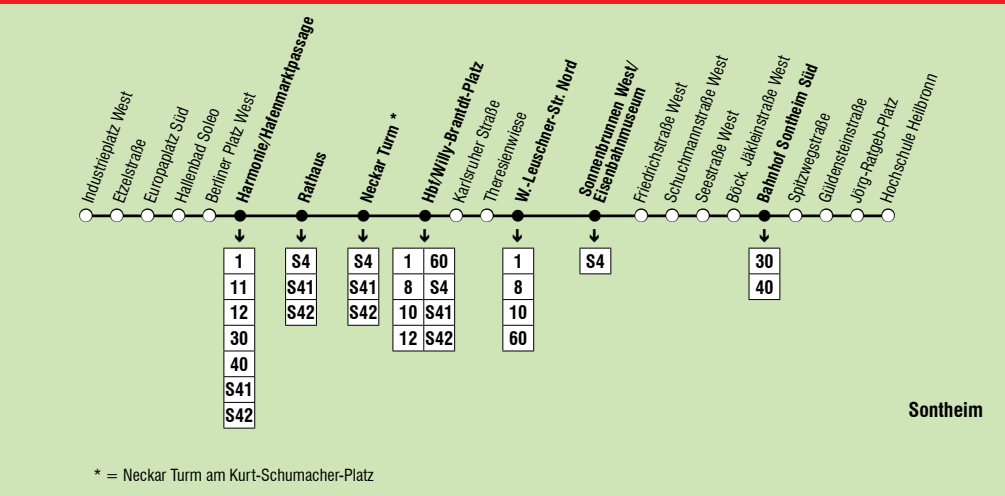 Industrieplatz West
Etzelstraße
Europaplatz Süd
Hallenbad Soleo
Berliner Platz West
Harmonie/Hafenmarktpassage
Rathaus
Neckar Turm *
Hbf/Willy-Brandt-Platz
Karlsruher Straße
Theresienwiese
W.-Leuschner-Str. Nord
Sonnenbrunnen West/
Eisenbahnmuseum
Friedrichstraße West
Schuchmannstraße West
Seestraße West
Böck. Jäkleinstraße West
Bahnhof Sontheim Süd
Spitzwegstraße
Güldensteinstraße
Jörg-Ratgeb-Platz
Hochschule Heilbronn
1
11
12
30
40
S41
S42
S4
S41
S42
S4
S41
S42
1 60
8 S4
10 S41
12 S42
1
8
10
60
S4
30
40
Sontheim
* = Neckar Turm am Kurt-Schumacher-Platz